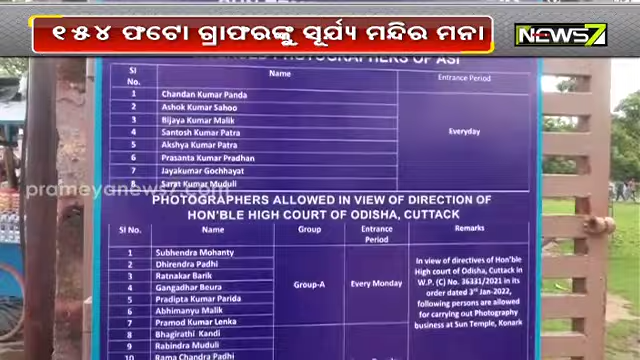 ୧୫୪ ଫଟୋ ଗ୍ରାଫରଙ୍କୁ ସୂର୍ଯ୍ୟ ମନ୍ଦିର ମନା
NEWS7
PHOTOGRAPHERS OF ASI
Sl No. Name Entrance Period
1 Chandan Kumar Panda
2 Ashok Kumar Sahoo
3 Bijaya Kumar Malik
4 Santosh Kumar Patra Everyday
5 Akshya Kumar Patra
6 Prasanta Kumar Pradhan
7 Jayakumar Gochhayat
8 Sarat Kumar Muduli
prameyanews7.com
PHOTOGRAPHERS ALLOWED IN VIEW OF DIRECTION OF
HON'BLE HIGH COURT OF ODISHA, CUTTACK
Sl No. Name Group Entrance Period Remarks
1 Subhendra Mohanty
2 Dhirendra Padhi
3 Ratnakar Barik
4 Gangadhar Beura
5 Pradipta Kumar Parida
6 Abhimanyu Malik
7 Pramod Kumar Lenka
8 Bhagirathi Kandi
9 Rabindra Muduli
10 Rama Chandra Padhi
Group-A
Every Monday
In view of directives of Hon'ble
High court of Odisha, Cuttack in
W.P. (C) No. 36331/2021 in its
order dated 3rd Jan-2022,
following persons are allowed
for carrying out Photography
business at Sun Temple, Konark